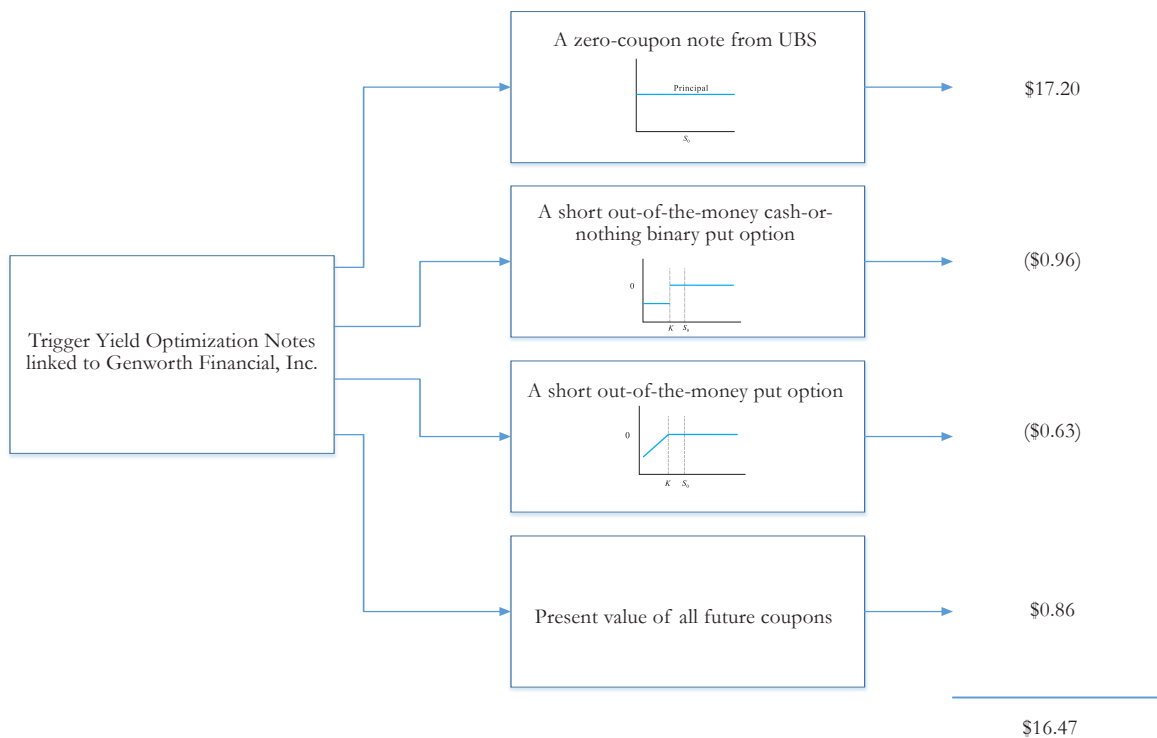 Trigger Yield Optimization Notes
linked to Genworth Financial, Inc.
A zero-coupon note from UBS
Principal
S₀
$17.20
A short out-of-the-money cash-or-
nothing binary put option
0
K S₀
($0.96)
A short out-of-the-money put option
0
K S₀
($0.63)
Present value of all future coupons
$0.86
$16.47